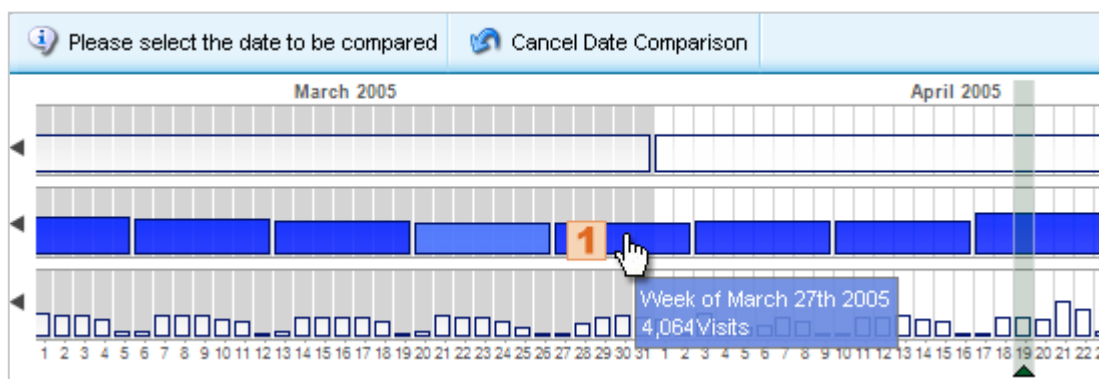 Please select the date to be compared Cancel Date Comparison
March 2005 April 2005
1
Week of March 27th 2005
4,064 Visits
1 2 3 4 5 6 7 8 9 10 11 12 13 14 15 16 17 18 19 20 21 22 23 24 25 26 27 28 29 30 31 1 2 3 4 5 6 7 8 9 10 11 12 13 14 15 16 17 18 19 20 21 22